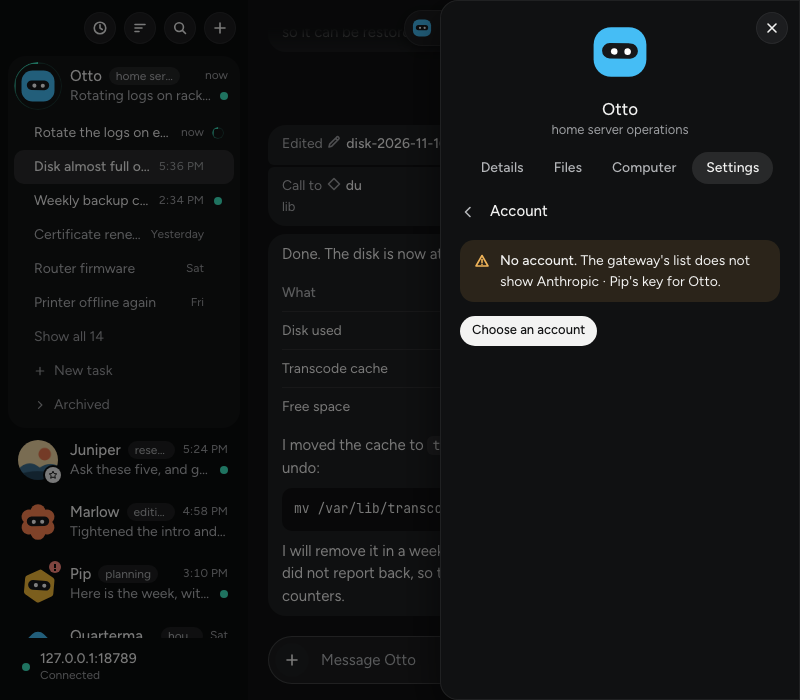 Otto
home ser...
now
Rotating logs on rack...
Rotate the logs on e...
now
Disk almost full o...
5:36 PM
Weekly backup c...
2:34 PM
Certificate rene...
Yesterday
Router firmware
Sat
Printer offline again
Fri
Show all 14
New task
Archived
Juniper
rese...
5:24 PM
Ask these five, and g...
Marlow
editi...
4:58 PM
Tightened the intro and...
Pip
planning
3:10 PM
Here is the week, wit...
Quarterma
hou...
Sat
127.0.0.1:18789
Connected
so it can be restor
Edited
disk-2026-11-1
Call to
du
lib
Done. The disk is now at
What
Disk used
Transcode cache
Free space
I moved the cache to
undo:
mv /var/lib/transco
I will remove it in a week
did not report back, so
counters.
Message Otto
Otto
home server operations
Details
Files
Computer
Settings
Account
No account. The gateway's list does not
show Anthropic · Pip's key for Otto.
Choose an account